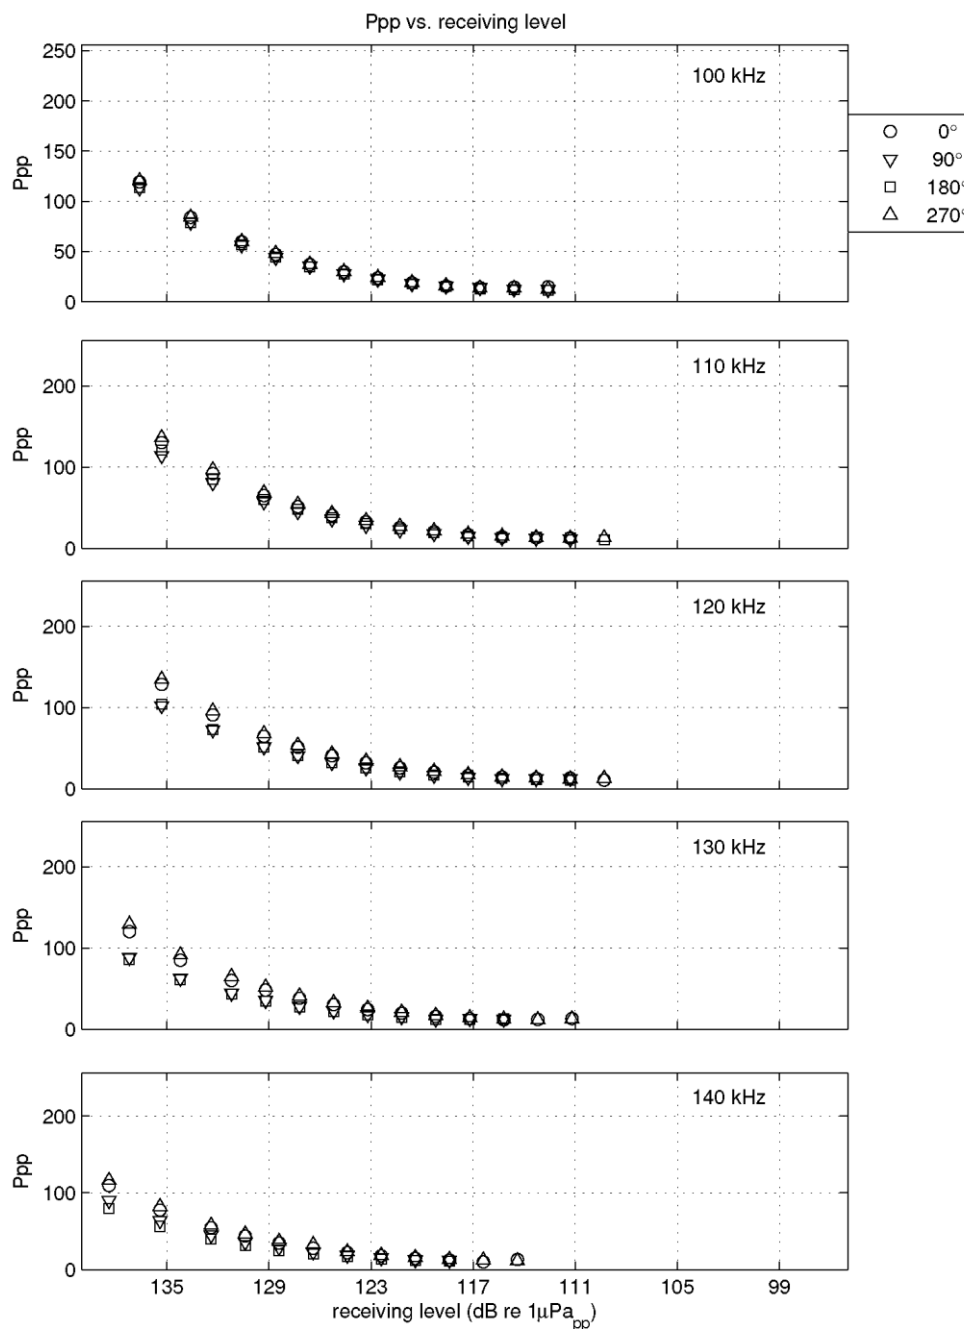 Ppp vs. receiving level
250
200
150
100
50
0
Ppp
100 kHz
0°
90°
180°
270°
200
100
0
Ppp
110 kHz
200
100
0
Ppp
120 kHz
200
100
0
Ppp
130 kHz
200
100
0
Ppp
140 kHz
135 129 123 117 111 105 99
receiving level (dB re 1μPapp)